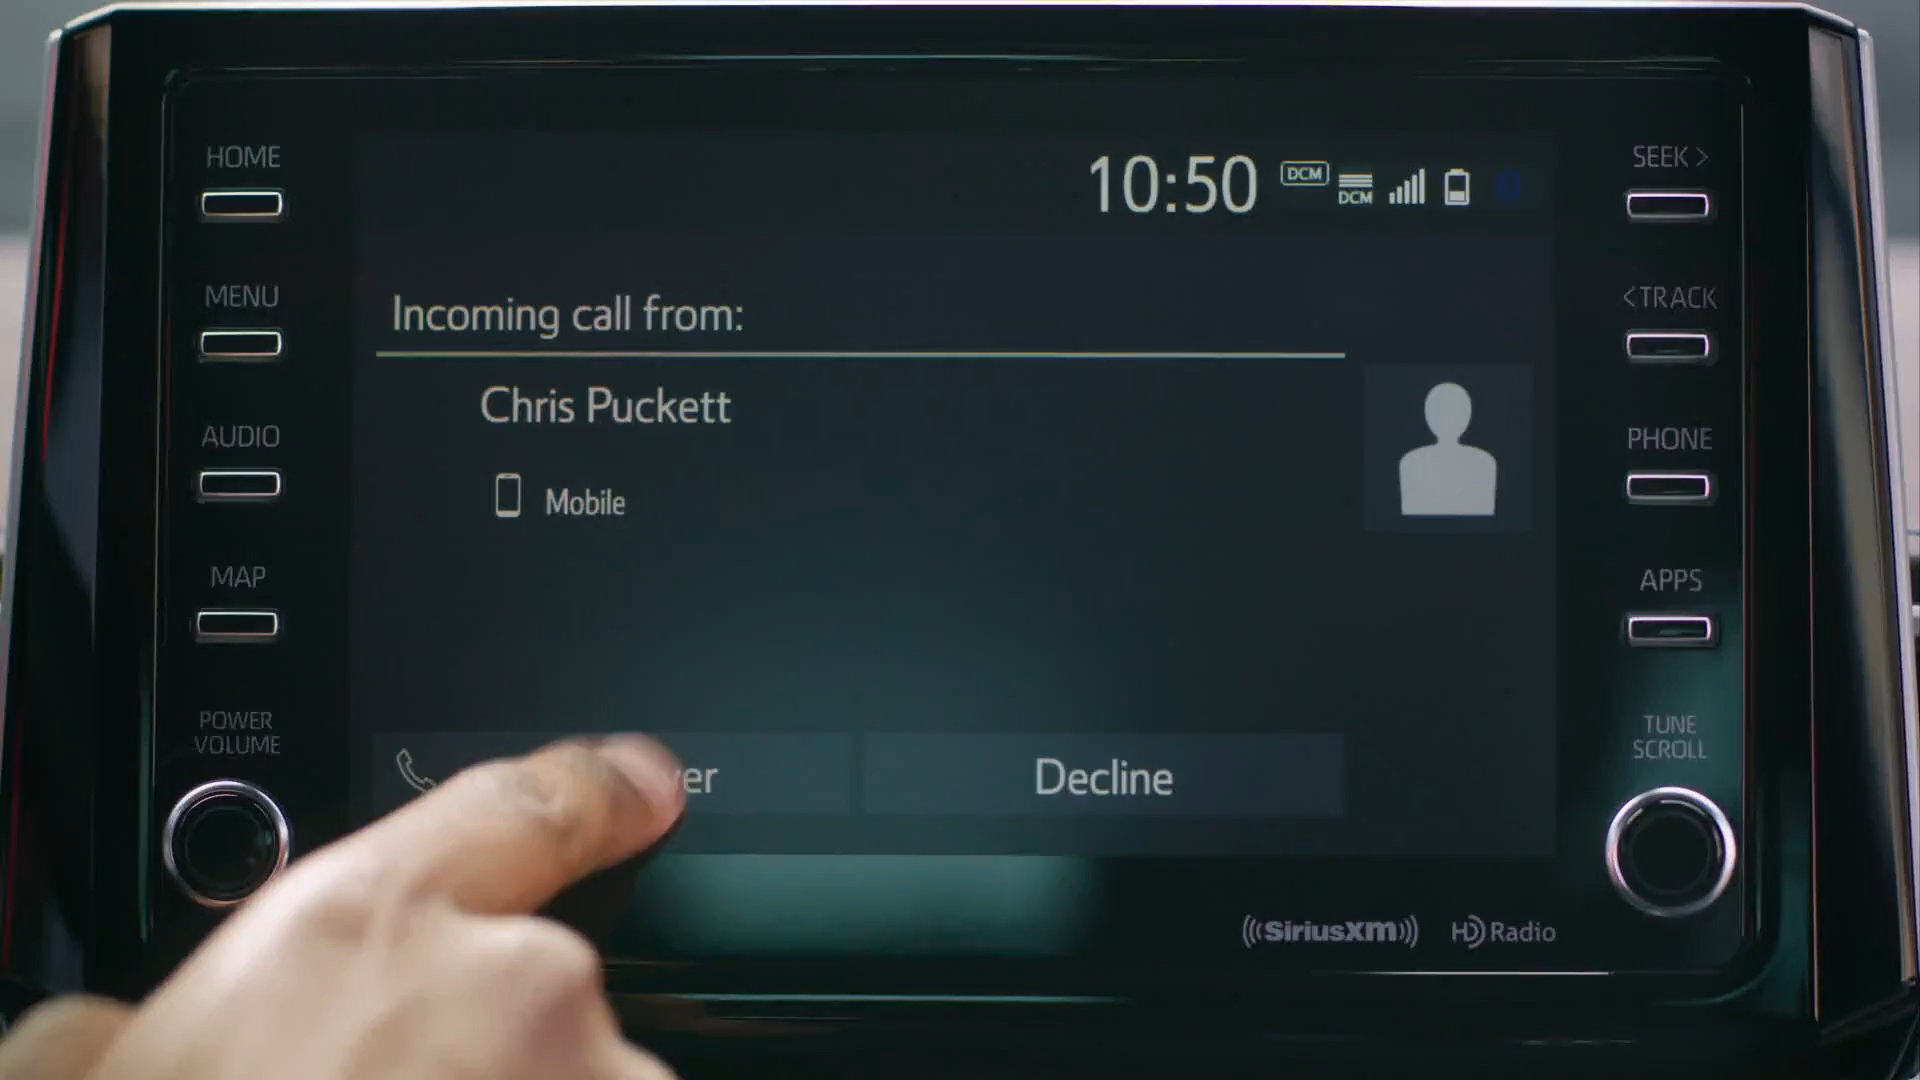 HOME
MENU
AUDIO
MAP
POWER
VOLUME
10:50
DCM
DCM
Incoming call from:
Chris Puckett
Mobile
Decline
SEEK >
<TRACK
PHONE
APPS
TUNE
SCROLL
((SiriusXM))
HD Radio